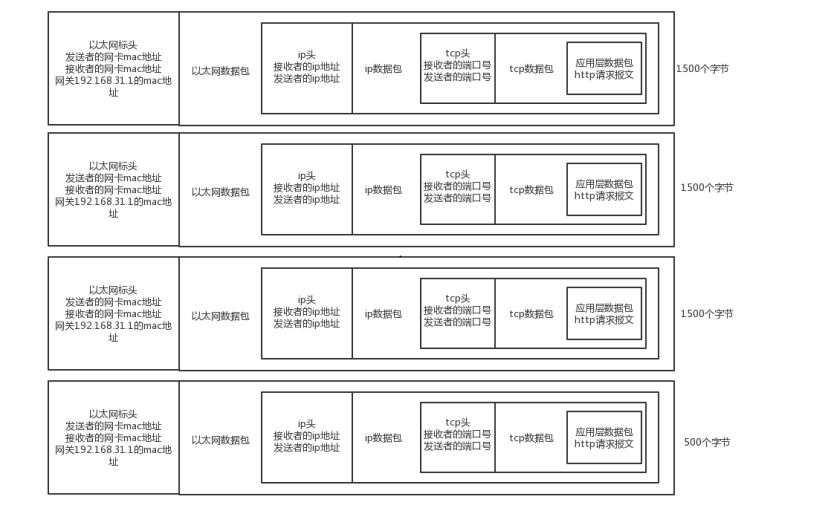 以太网标头
发送者的网卡mac地址
接收者的网卡mac地址
网关192.168.31.1的mac地
址
以太网数据包
ip头
接收者的ip地址
发送者的ip地址
ip数据包
tcp头
接收者的端口号
发送者的端口号
tcp数据包
应用层数据包
http请求报文
1500个字节
以太网标头
发送者的网卡mac地址
接收者的网卡mac地址
网关192.168.31.1的mac地
址
以太网数据包
ip头
接收者的ip地址
发送者的ip地址
ip数据包
tcp头
接收者的端口号
发送者的端口号
tcp数据包
应用层数据包
http请求报文
1500个字节
以太网标头
发送者的网卡mac地址
接收者的网卡mac地址
网关192.168.31.1的mac地
址
以太网数据包
ip头
接收者的ip地址
发送者的ip地址
ip数据包
tcp头
接收者的端口号
发送者的端口号
tcp数据包
应用层数据包
http请求报文
1500个字节
以太网标头
发送者的网卡mac地址
接收者的网卡mac地址
网关192.168.31.1的mac地
址
以太网数据包
ip头
接收者的ip地址
发送者的ip地址
ip数据包
tcp头
接收者的端口号
发送者的端口号
tcp数据包
应用层数据包
http请求报文
500个字节